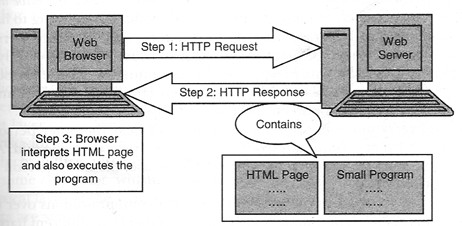 Web
Browser
Step 1: HTTP Request
Web
Server
Step 2: HTTP Response
Contains
Step 3: Browser
interprets HTML page
and also executes the
program
HTML Page
.....
.....
Small Program
.....
.....